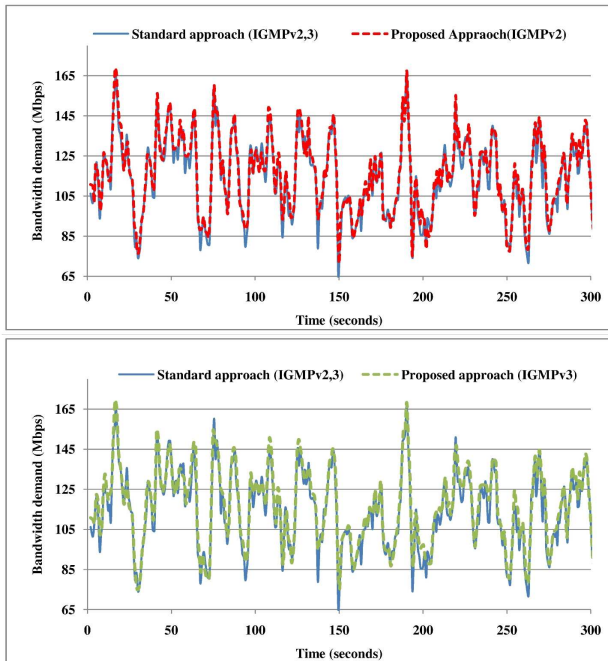 Standard approach (IGMPv2,3) Proposed Appraoch(IGMPv2)
165
145
125
105
85
65
Bandwidth demand (Mbps)
0 50 100 150 200 250 300
Time (seconds)
Standard approach (IGMPv2,3) Proposed approach (IGMPv3)
165
145
125
105
85
65
Bandwidth demand (Mbps)
0 50 100 150 200 250 300
Time (seconds)